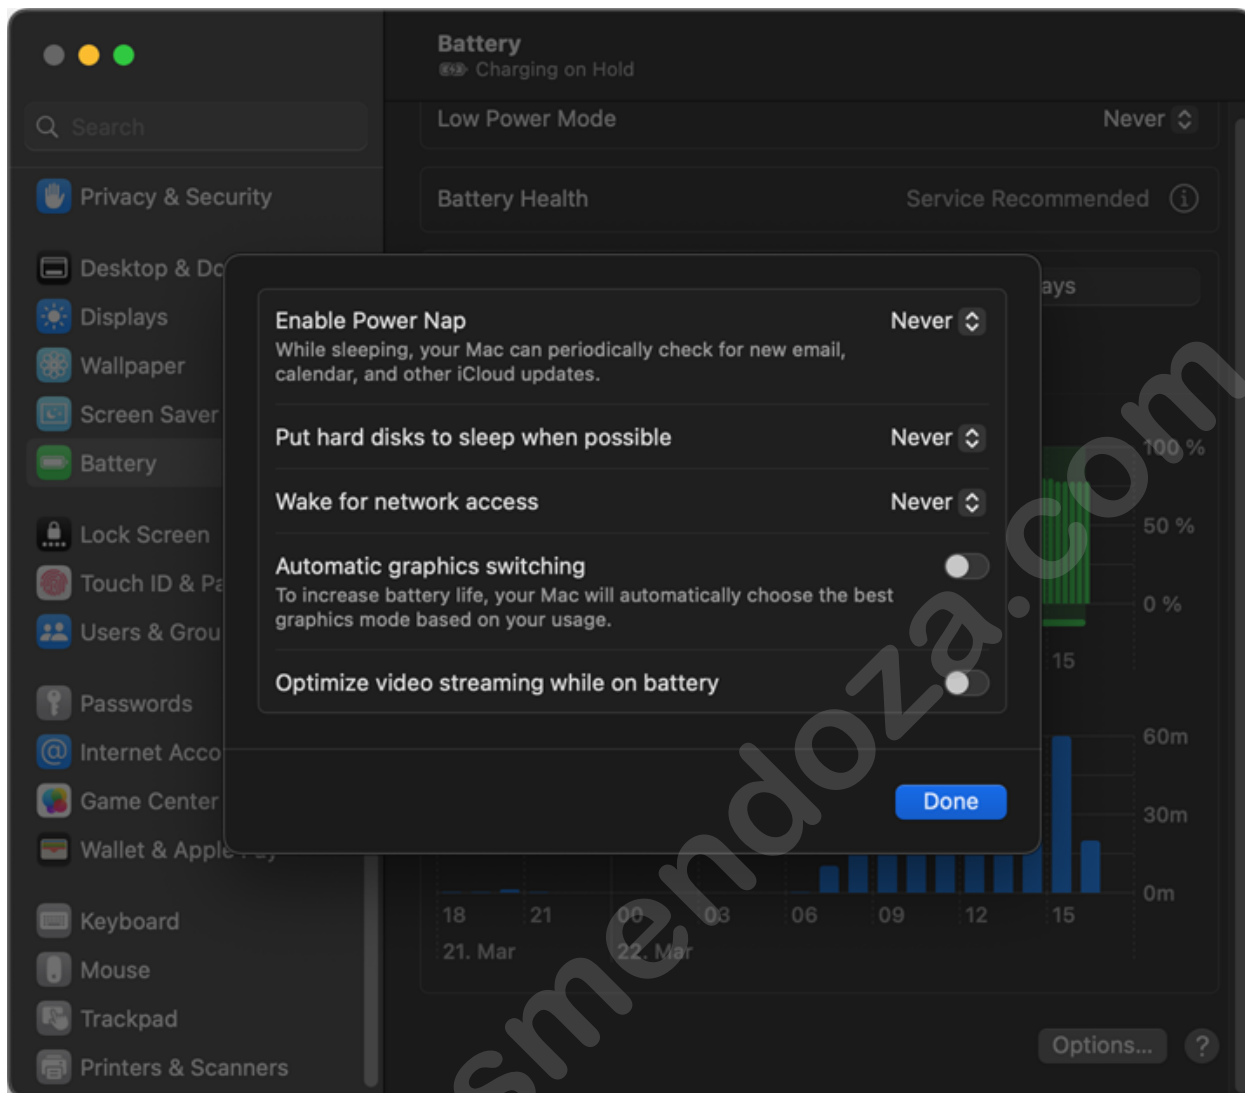 Battery
Charging on Hold
Search
Low Power Mode
Never
Privacy & Security
Battery Health
Service Recommended
Desktop & Do
Displays
Wallpaper
Screen Saver
Battery
Lock Screen
Touch ID & Pa
Users & Grou
Passwords
Internet Acco
Game Center
Wallet & Apple Pay
Keyboard
Mouse
Trackpad
Printers & Scanners
ays
Enable Power Nap
Never
While sleeping, your Mac can periodically check for new email,
calendar, and other iCloud updates.
Put hard disks to sleep when possible
Never
Wake for network access
Never
Automatic graphics switching
To increase battery life, your Mac will automatically choose the best
graphics mode based on your usage.
Optimize video streaming while on battery
Done
100 %
50 %
0 %
15
60m
30m
0m
18 21 00 03 06 09 12 15
21. Mar 22. Mar
Options...
?
smendoza.com